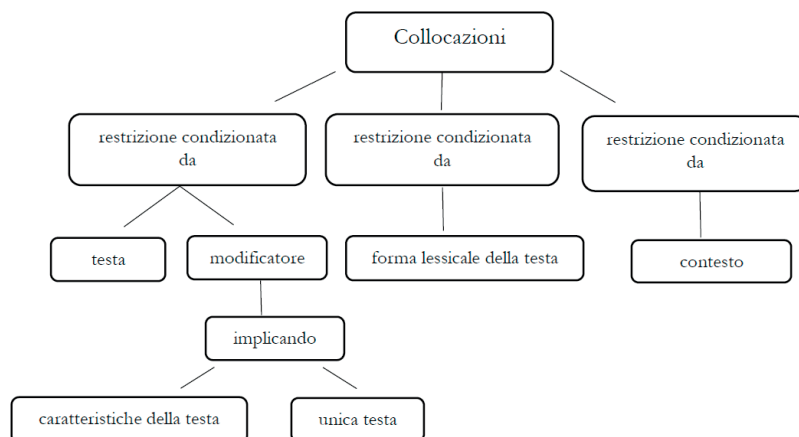 Collocazioni
restrizione condizionata
da
restrizione condizionata
da
restrizione condizionata
da
testa
modificatore
forma lessicale della testa
contesto
implicando
caratteristiche della testa
unica testa